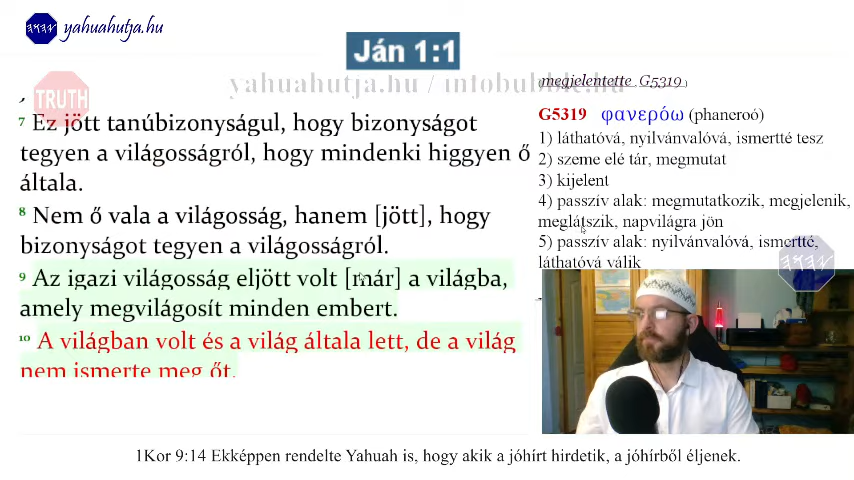 yahuahutja.hu
Ján 1:1
yahuahutja.hu / infobubble.hu
TRUTH
7 Ez jött tanúbizonyságul, hogy bizonyságot
tegyen a világosságról, hogy mindenki higgyen ő
általa.
8 Nem ő vala a világosság, hanem [jött], hogy
bizonyságot tegyen a világosságról.
9 Az igazi világosság eljött volt [már] a világba,
amely megvilágosít minden embert.
10 A világban volt és a világ általa lett, de a világ
nem ismerte meg őt.
megjelentette G5319
G5319 φανερόω (phaneroó)
1) láthatóvá, nyilvánvalóvá, ismertté tesz
2) szeme elé tár, megmutat
3) kijelent
4) passzív alak: megmutatkozik, megjelenik,
meglátszik, napvilágra jön
5) passzív alak: nyilvánvalóvá, ismertté,
láthatóvá válik
1Kor 9:14 Ekképpen rendelte Yahuah is, hogy akik a jóhírt hirdetik, a jóhírből éljenek.